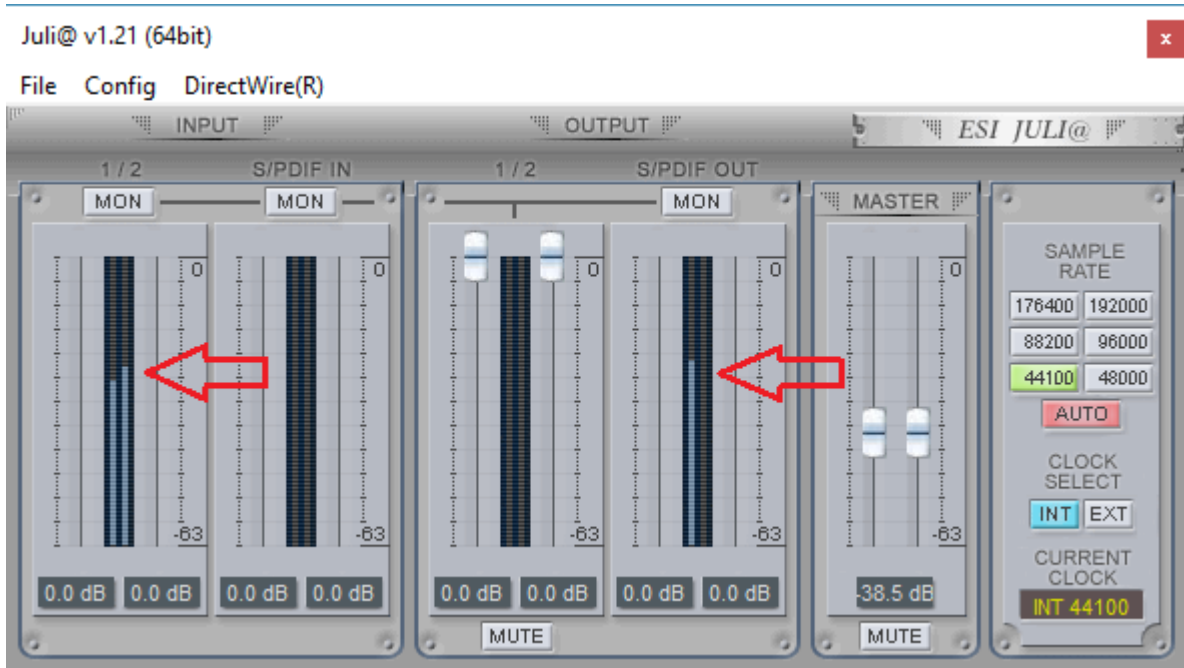 Juli@ v1.21 (64bit)
x
File Config DirectWire(R)
INPUT OUTPUT ESI JULI@
1 / 2 S/PDIF IN 1 / 2 S/PDIF OUT
MON MON MON MASTER
0 0 0 0 0
SAMPLE
RATE
176400 192000
88200 96000
44100 48000
AUTO
CLOCK
SELECT
INT EXT
-63 -63 -63 -63 -63
CURRENT
CLOCK
0.0 dB 0.0 dB 0.0 dB 0.0 dB 0.0 dB 0.0 dB 0.0 dB 0.0 dB -38.5 dB INT 44100
MUTE MUTE